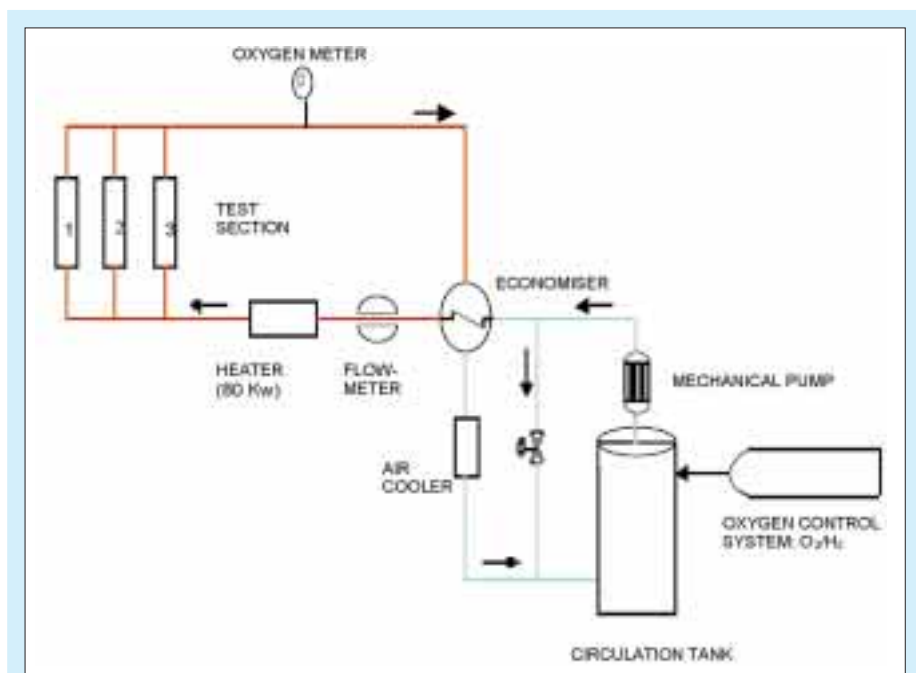 OXYGEN METER
1
2
3
TEST
SECTION
ECONOMISER
HEATER
(80 Kw)
FLOW-
METER
MECHANICAL PUMP
AIR
COOLER
OXYGEN CONTROL
SYSTEM: O₂/H₂
CIRCULATION TANK